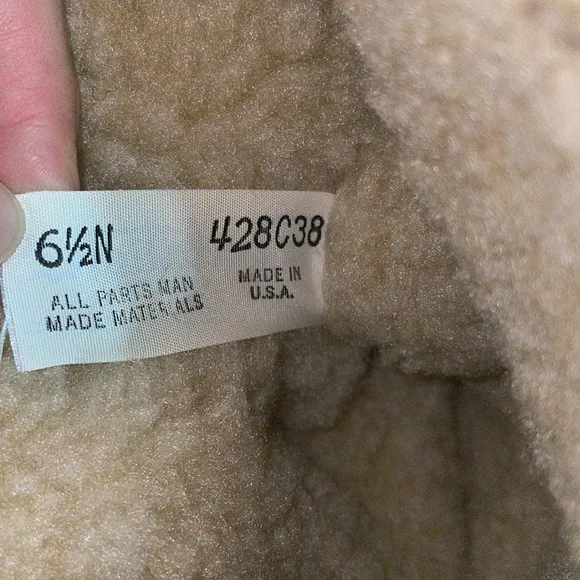 6½N 428C38
ALL PARTS MAN MADE IN
MADE MATERIALS U.S.A.